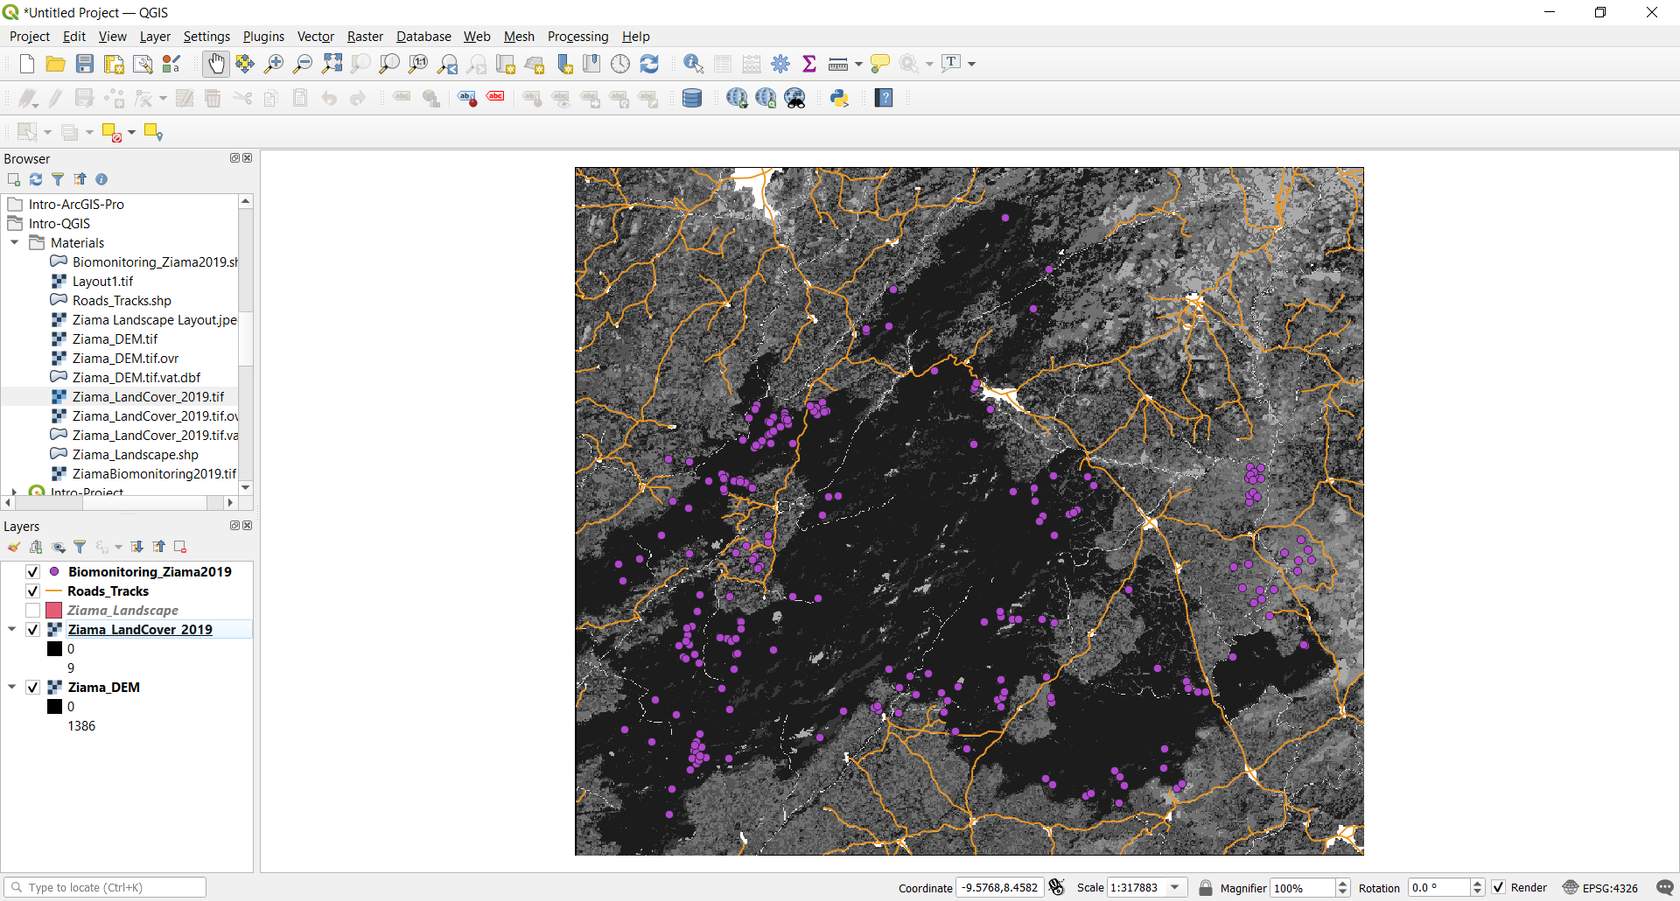 *Untitled Project — QGIS
Project Edit View Layer Settings Plugins Vector Raster Database Web Mesh Processing Help
Browser
Intro-ArcGIS-Pro
Intro-QGIS
Materials
Biomonitoring_Ziama2019.sh
Layout1.tif
Roads_Tracks.shp
Ziama Landscape Layout.jpe
Ziama_DEM.tif
Ziama_DEM.tif.ovr
Ziama_DEM.tif.vat.dbf
Ziama_LandCover_2019.tif
Ziama_LandCover_2019.tif.ov
Ziama_LandCover_2019.tif.va
Ziama_Landscape.shp
ZiamaBiomonitoring2019.tif
Intro-Project
Layers
Biomonitoring_Ziama2019
Roads_Tracks
Ziama_Landscape
Ziama_LandCover_2019
0
9
Ziama_DEM
0
1386
Type to locate (Ctrl+K)
Coordinate -9.5768,8.4582 Scale 1:317883 Magnifier 100% Rotation 0.0 ° Render EPSG:4326